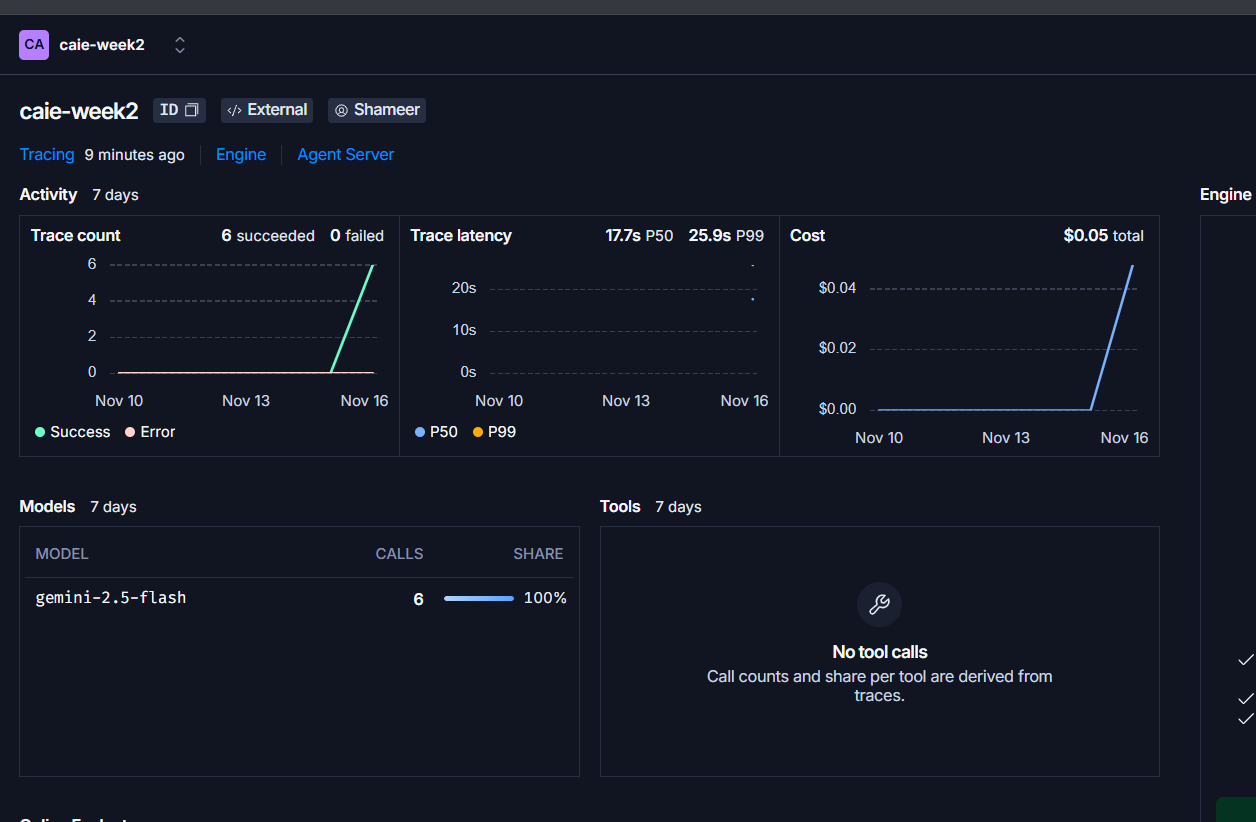 CA caie-week2
caie-week2 ID </> External Shameer
Tracing 9 minutes ago Engine Agent Server
Activity 7 days
Trace count 6 succeeded 0 failed
6
4
2
0
Nov 10 Nov 13 Nov 16
Success Error
Trace latency 17.7s P50 25.9s P99
20s
10s
0s
Nov 10 Nov 13 Nov 16
P50 P99
Cost $0.05 total
$0.04
$0.02
$0.00
Nov 10 Nov 13 Nov 16
Engine
Models 7 days
MODEL CALLS SHARE
gemini-2.5-flash 6 100%
Tools 7 days
No tool calls
Call counts and share per tool are derived from
traces.